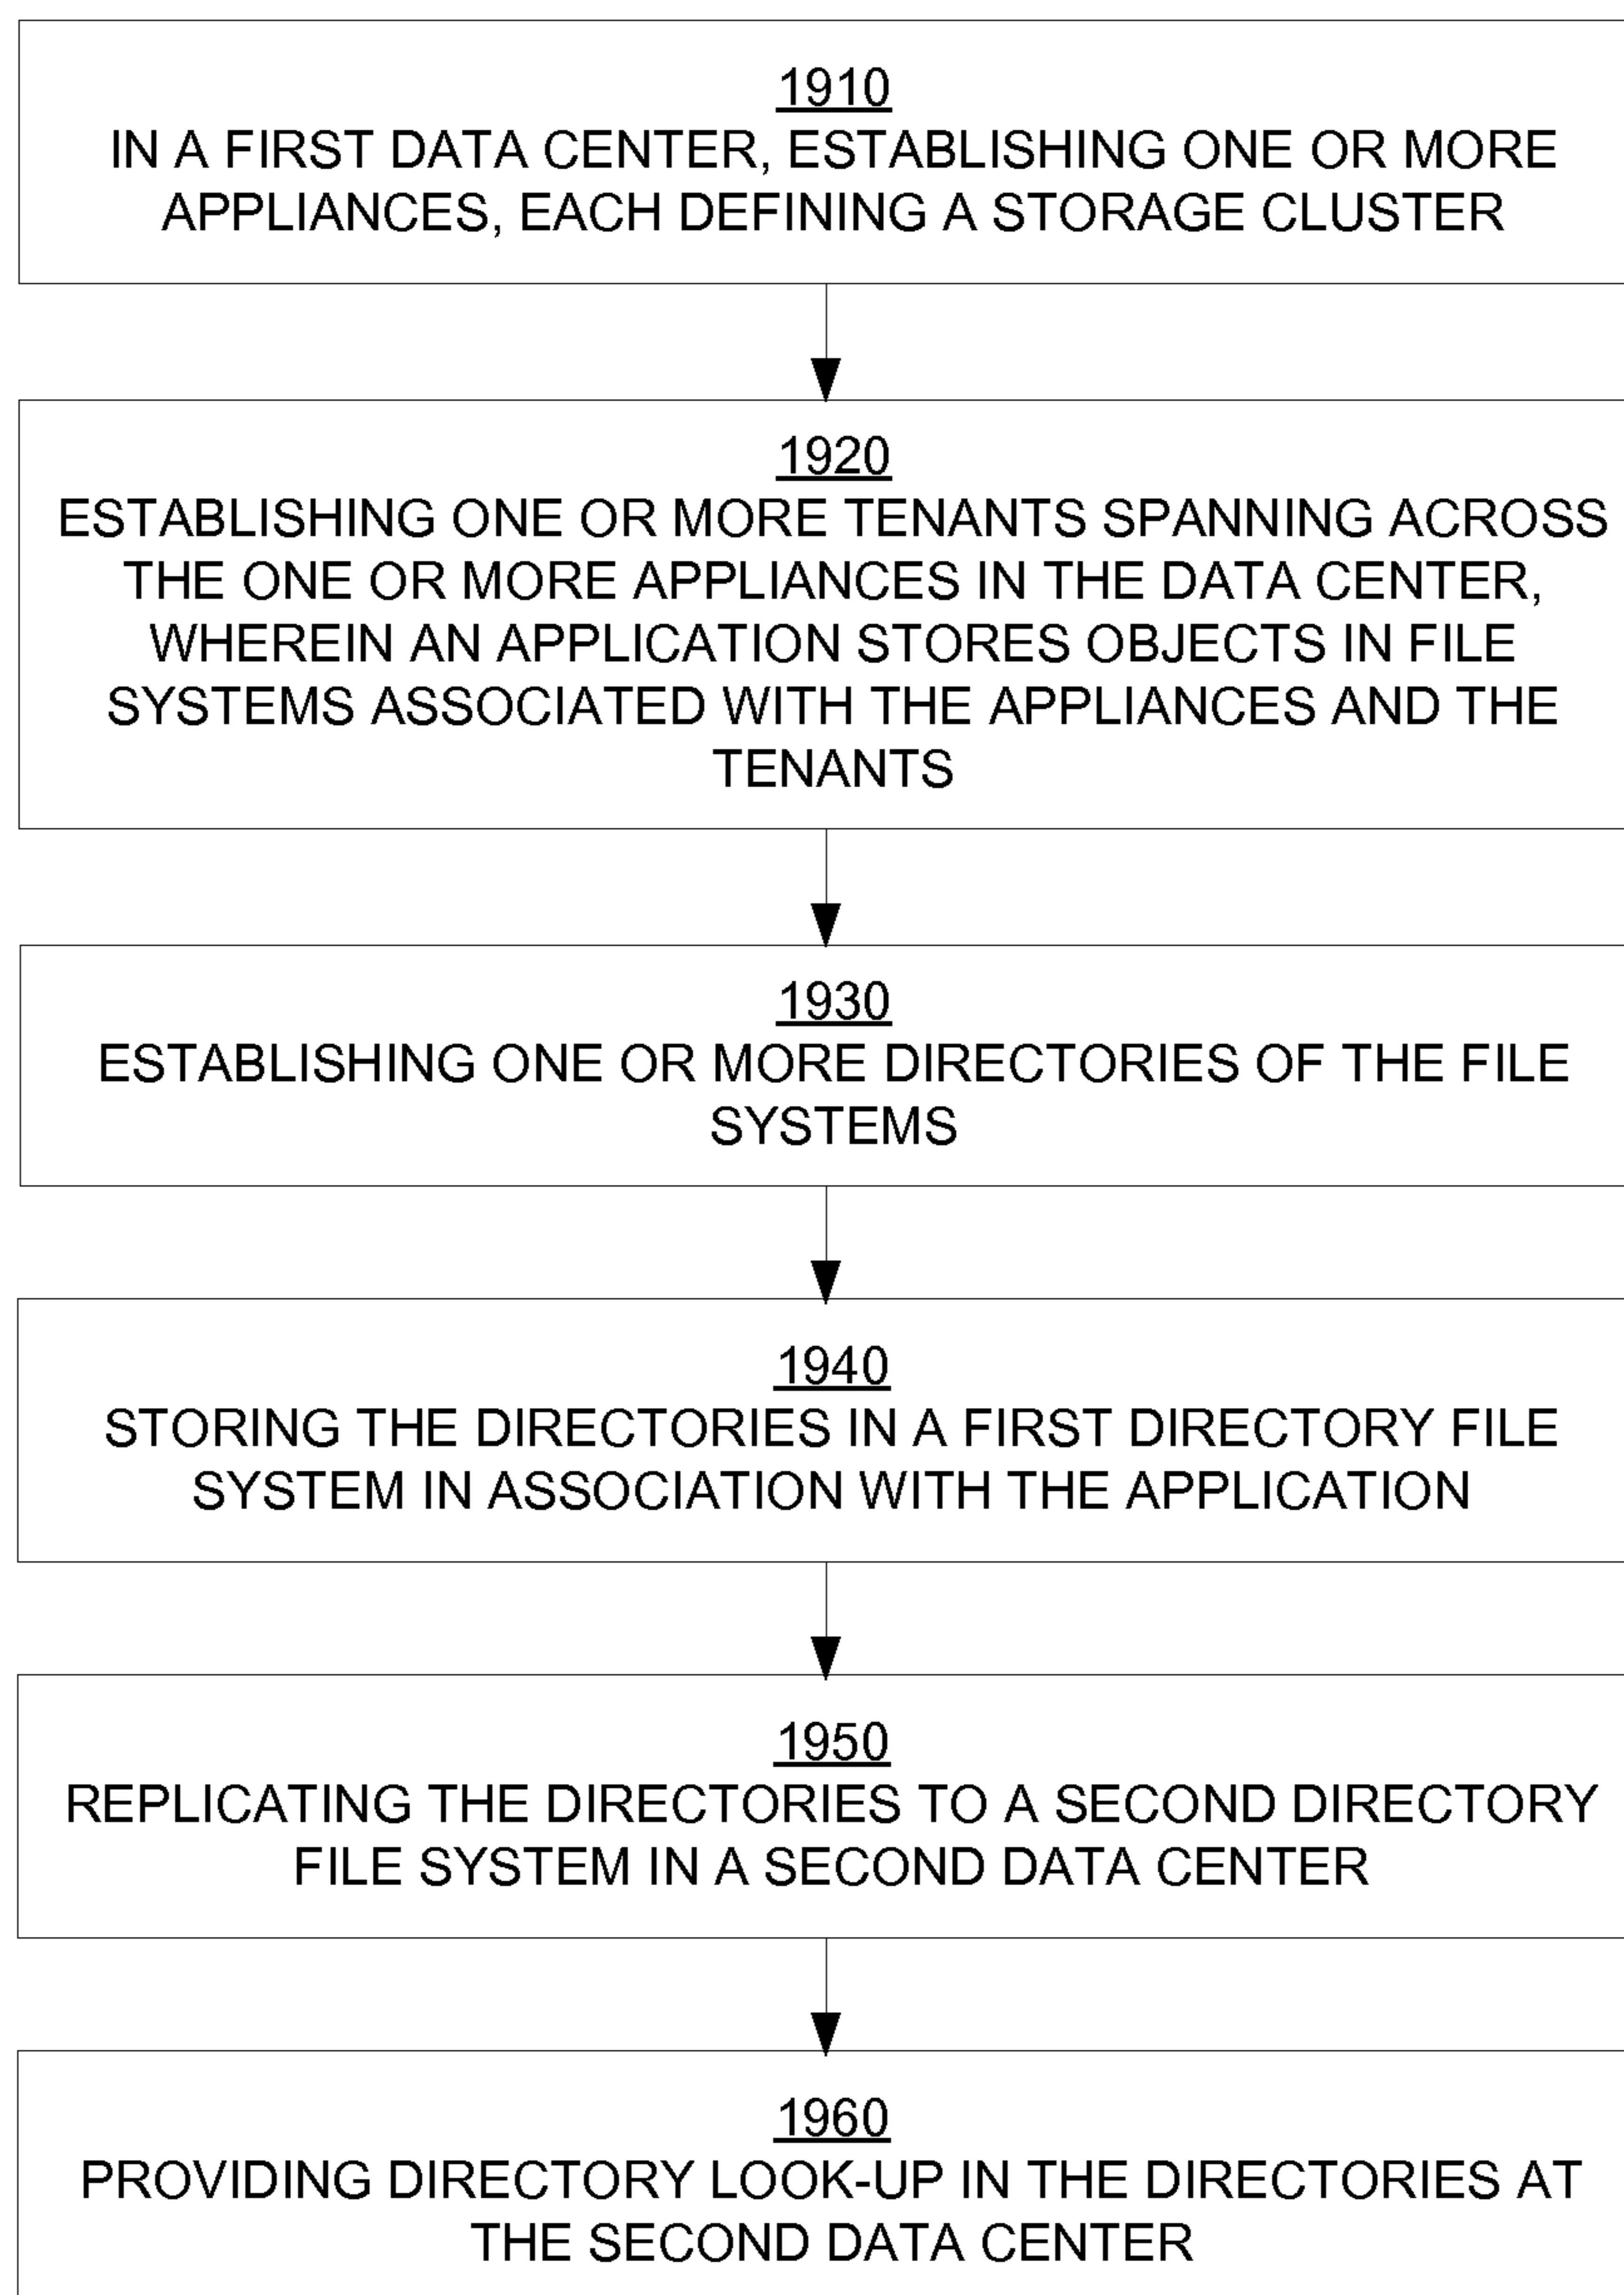 1910
IN A FIRST DATA CENTER, ESTABLISHING ONE OR MORE
APPLIANCES, EACH DEFINING A STORAGE CLUSTER
1920
ESTABLISHING ONE OR MORE TENANTS SPANNING ACROSS
THE ONE OR MORE APPLIANCES IN THE DATA CENTER,
WHEREIN AN APPLICATION STORES OBJECTS IN FILE
SYSTEMS ASSOCIATED WITH THE APPLIANCES AND THE
TENANTS
1930
ESTABLISHING ONE OR MORE DIRECTORIES OF THE FILE
SYSTEMS
1940
STORING THE DIRECTORIES IN A FIRST DIRECTORY FILE
SYSTEM IN ASSOCIATION WITH THE APPLICATION
1950
REPLICATING THE DIRECTORIES TO A SECOND DIRECTORY
FILE SYSTEM IN A SECOND DATA CENTER
1960
PROVIDING DIRECTORY LOOK-UP IN THE DIRECTORIES AT
THE SECOND DATA CENTER